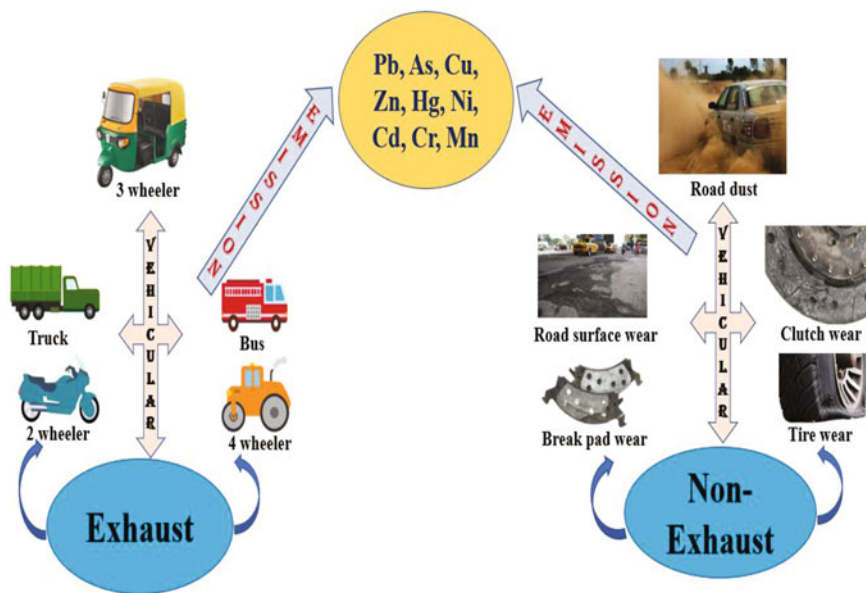 Pb, As, Cu,
Zn, Hg, Ni,
Cd, Cr, Mn
EMISSION
EMISSION
3 wheeler
Road dust
VEHICULAR
VEHICULAR
Truck
Bus
Road surface wear
Clutch wear
2 wheeler
4 wheeler
Break pad wear
Tire wear
Exhaust
Non-
Exhaust